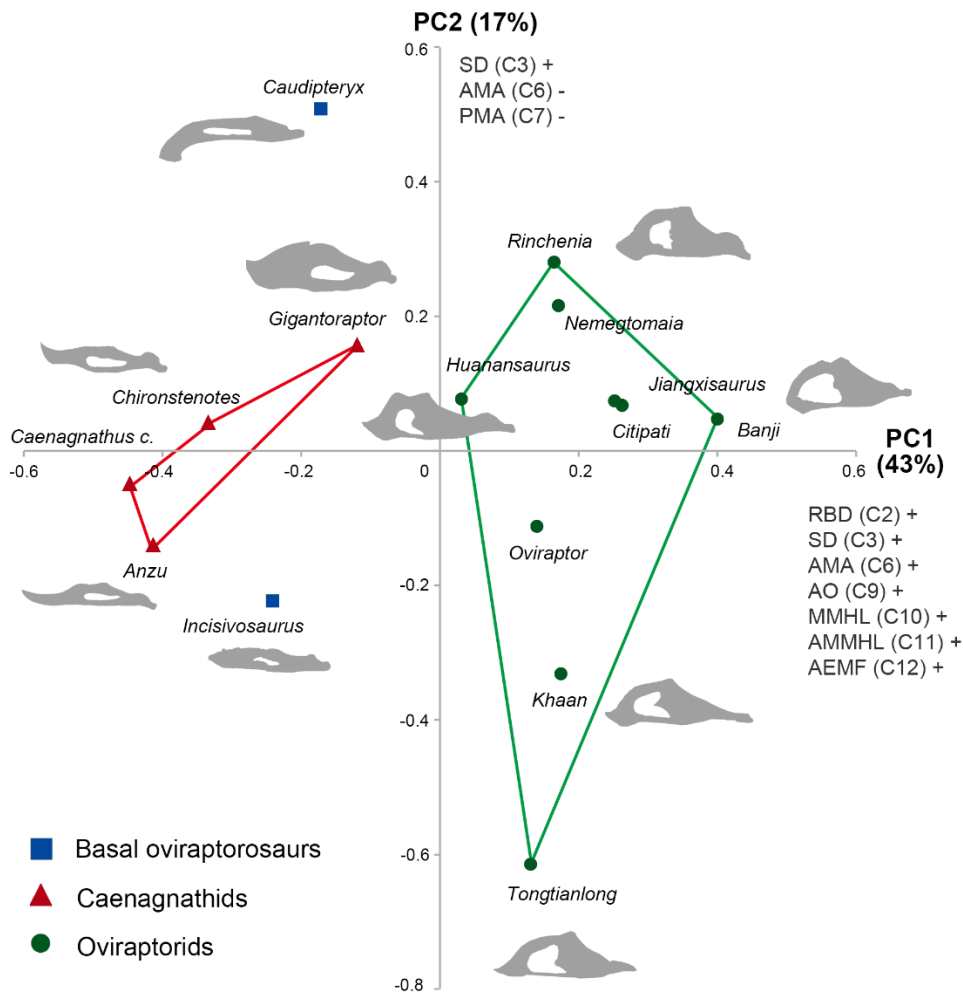 PC2 (17%)
0.6
SD (C3) +
AMA (C6) -
PMA (C7) -
Caudipteryx
0.4
Rinchenia
0.2
Nemegtomaia
Gigantoraptor
Huanansaurus
Jiangxisaurus
Chironstenotes
Citipati
Banji
Caenagnathus c.
PC1
(43%)
-0.6
-0.4
-0.2
0
0.2
0.4
0.6
RBD (C2) +
SD (C3) +
AMA (C6) +
AO (C9) +
MMHL (C10) +
AMMHL (C11) +
AEMF (C12) +
Oviraptor
Anzu
-0.2
Incisivosaurus
Khaan
-0.4
-0.6
Tongtianlong
-0.8
Basal oviraptorosaurs
Caenagnathids
Oviraptorids